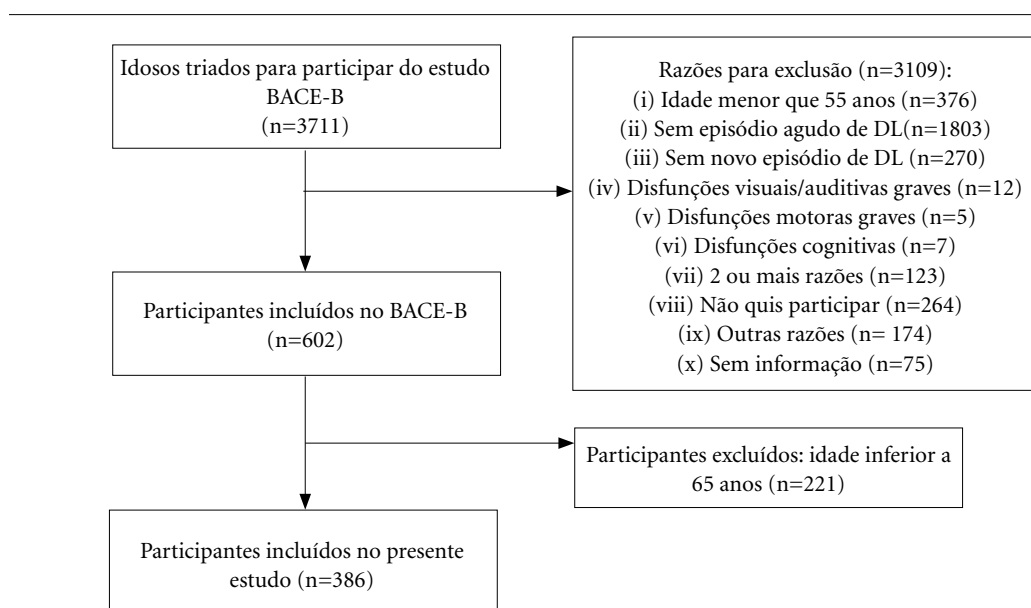 Idosos triados para participar do estudo
BACE-B
(n=3711)
Razões para exclusão (n=3109):
(i) Idade menor que 55 anos (n=376)
(ii) Sem episódio agudo de DL(n=1803)
(iii) Sem novo episódio de DL (n=270)
(iv) Disfunções visuais/auditivas graves (n=12)
(v) Disfunções motoras graves (n=5)
(vi) Disfunções cognitivas (n=7)
(vii) 2 ou mais razões (n=123)
(viii) Não quis participar (n=264)
(ix) Outras razões (n= 174)
(x) Sem informação (n=75)
Participantes incluídos no BACE-B
(n=602)
Participantes excluídos: idade inferior a
65 anos (n=221)
Participantes incluídos no presente
estudo (n=386)